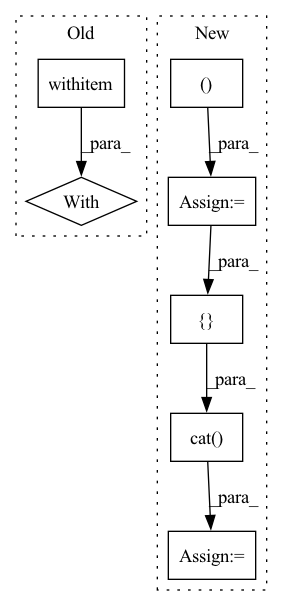 Old
New
withitem
()
_para_
_para_
With
Assign:=
_para_
{}
_para_
cat()
_para_
Assign:=